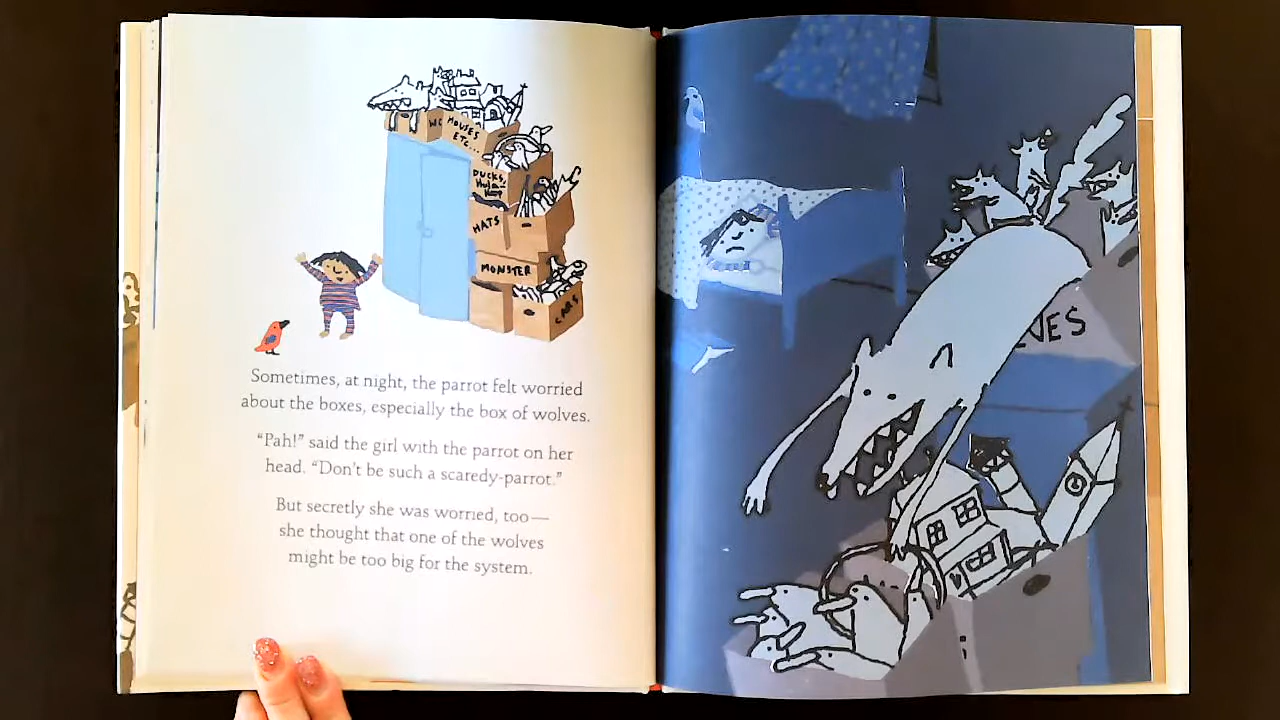 HOUSES
ETC...
DUCKS,
Hula-
Hoop
HATS
MONSTER
CARS
Sometimes, at night, the parrot felt worried
about the boxes, especially the box of wolves.
“Pah!” said the girl with the parrot on her
head. “Don’t be such a scaredy-parrot.”
But secretly she was worried, too—
she thought that one of the wolves
might be too big for the system.
VES